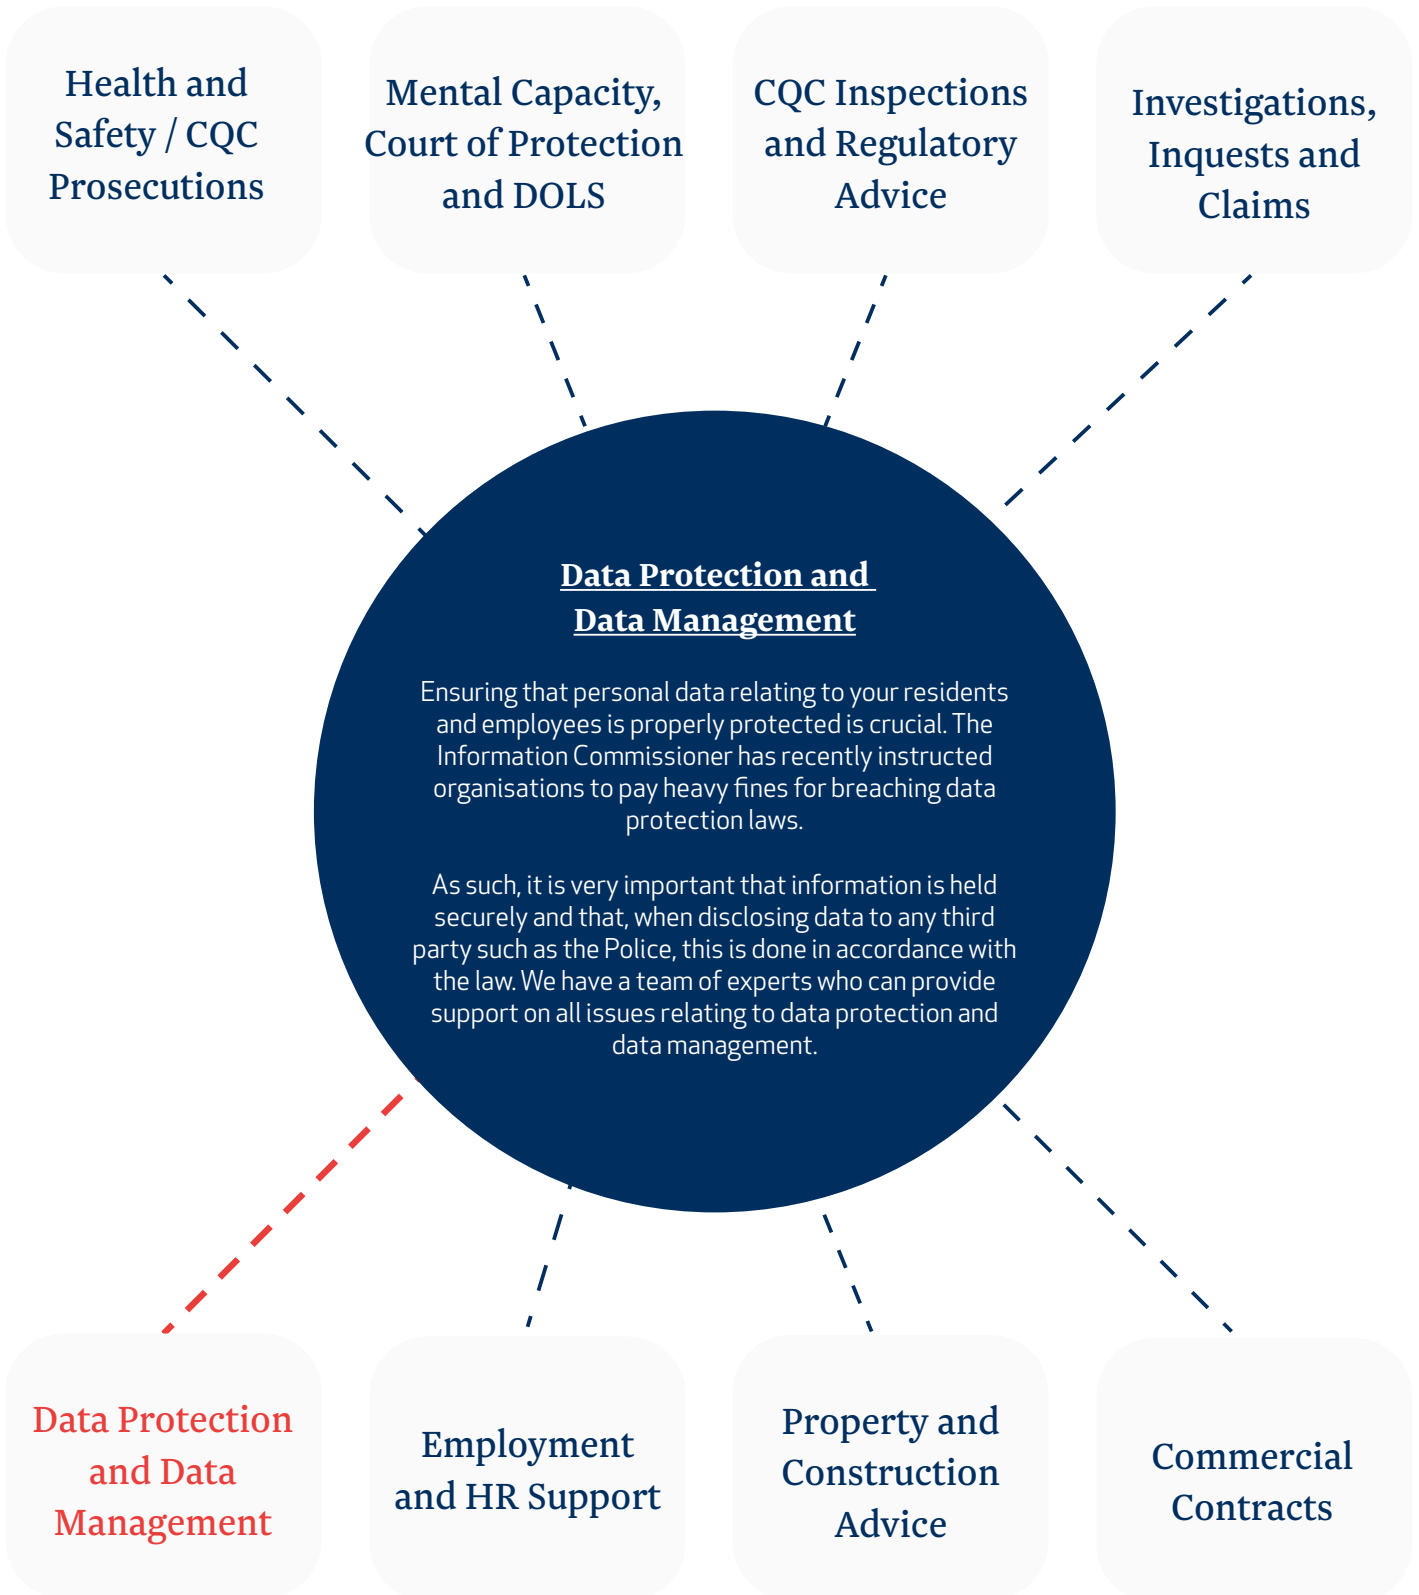 Health and
Safety / CQC
Prosecutions
Mental Capacity,
Court of Protection
and DOLS
CQC Inspections
and Regulatory
Advice
Investigations,
Inquests and
Claims
Data Protection and
Data Management
Ensuring that personal data relating to your residents
and employees is properly protected is crucial. The
Information Commissioner has recently instructed
organisations to pay heavy fines for breaching data
protection laws.
As such, it is very important that information is held
securely and that, when disclosing data to any third
party such as the Police, this is done in accordance with
the law. We have a team of experts who can provide
support on all issues relating to data protection and
data management.
Data Protection
and Data
Management
Employment
and HR Support
Property and
Construction
Advice
Commercial
Contracts